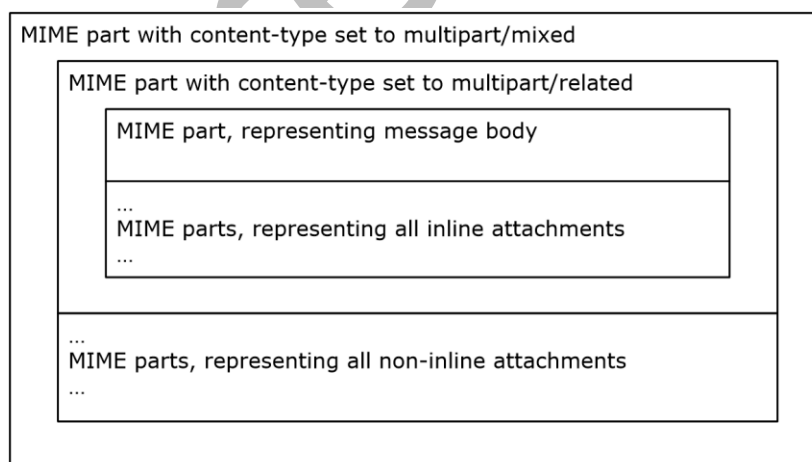 MIME part with content-type set to multipart/mixed
MIME part with content-type set to multipart/related
MIME part, representing message body
...
MIME parts, representing all inline attachments
...
...
MIME parts, representing all non-inline attachments
...